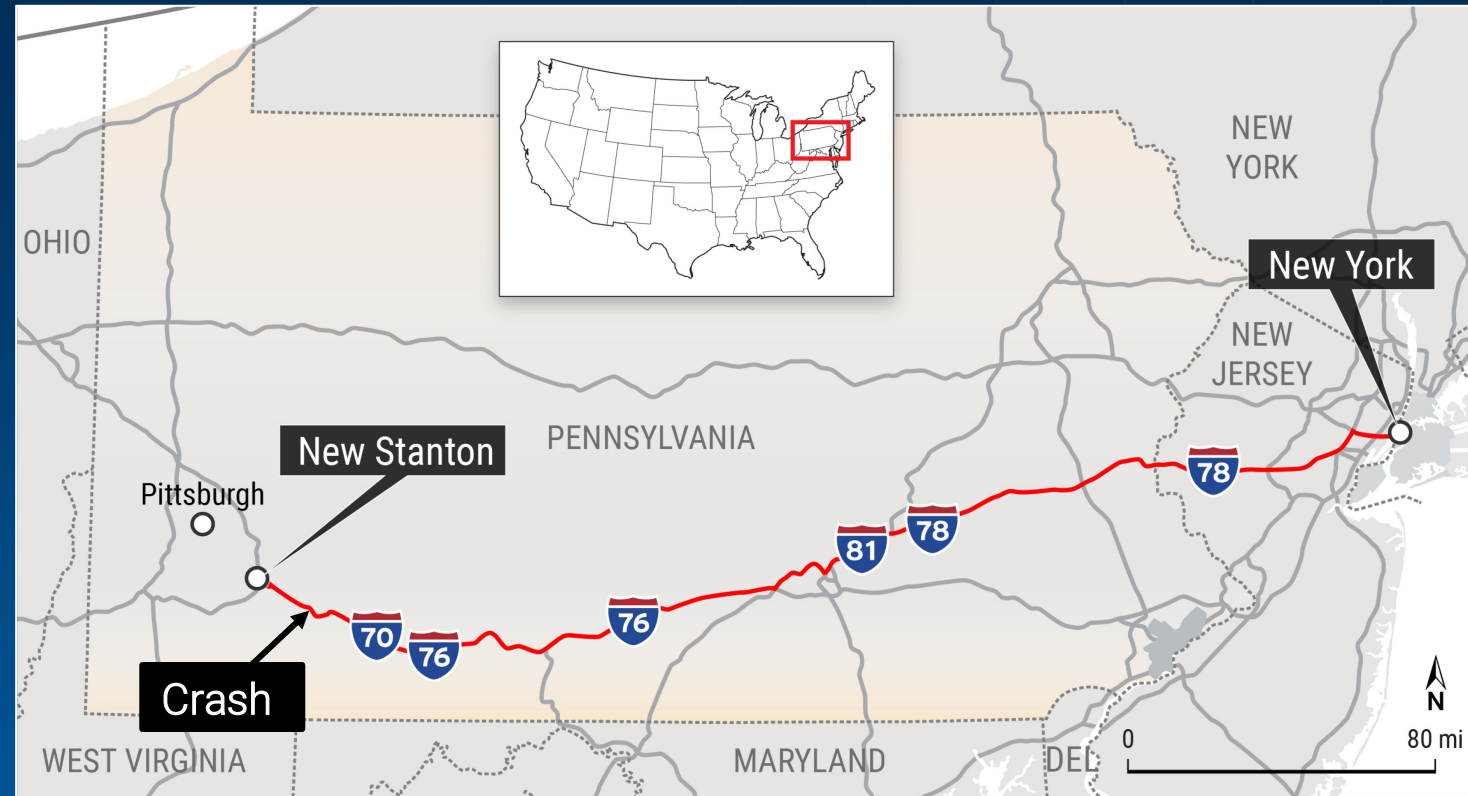 NEW
YORK
OHIO
New York
NEW
JERSEY
New Stanton
PENNSYLVANIA
Pittsburgh
78
78
81
76
70
76
Crash
N
0
80 mi
WEST VIRGINIA
MARYLAND
DEL